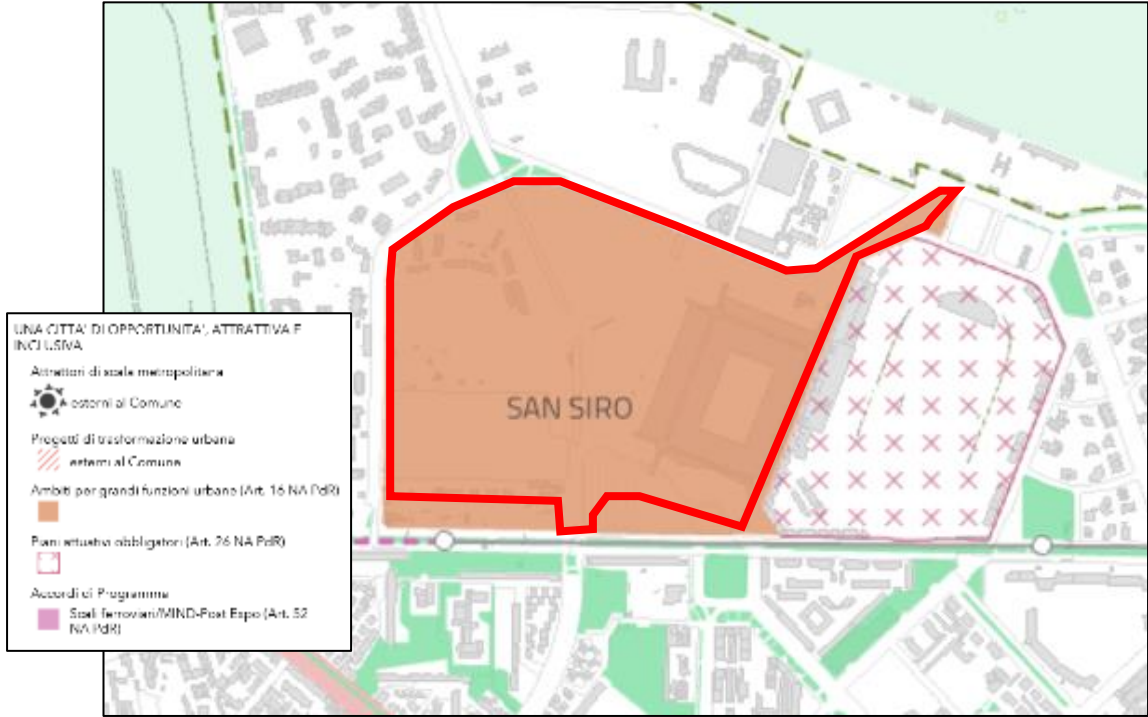 UNA CITTA' DI OPPORTUNITA', ATTRATTIVA E
INCLUSIVA
Attrattori di scala metropolitana
esterni al Comune
Progetti di trasformazione urbana
esterni al Comune
Ambiti per grandi funzioni urbane (Art. 16 NA PdR)
Piani attuativi obbligatori (Art. 26 NA PdR)
Accordi di Programma
Scali ferroviari/MIND-Post Expo (Art. 52
NA PdR)
SAN SIRO